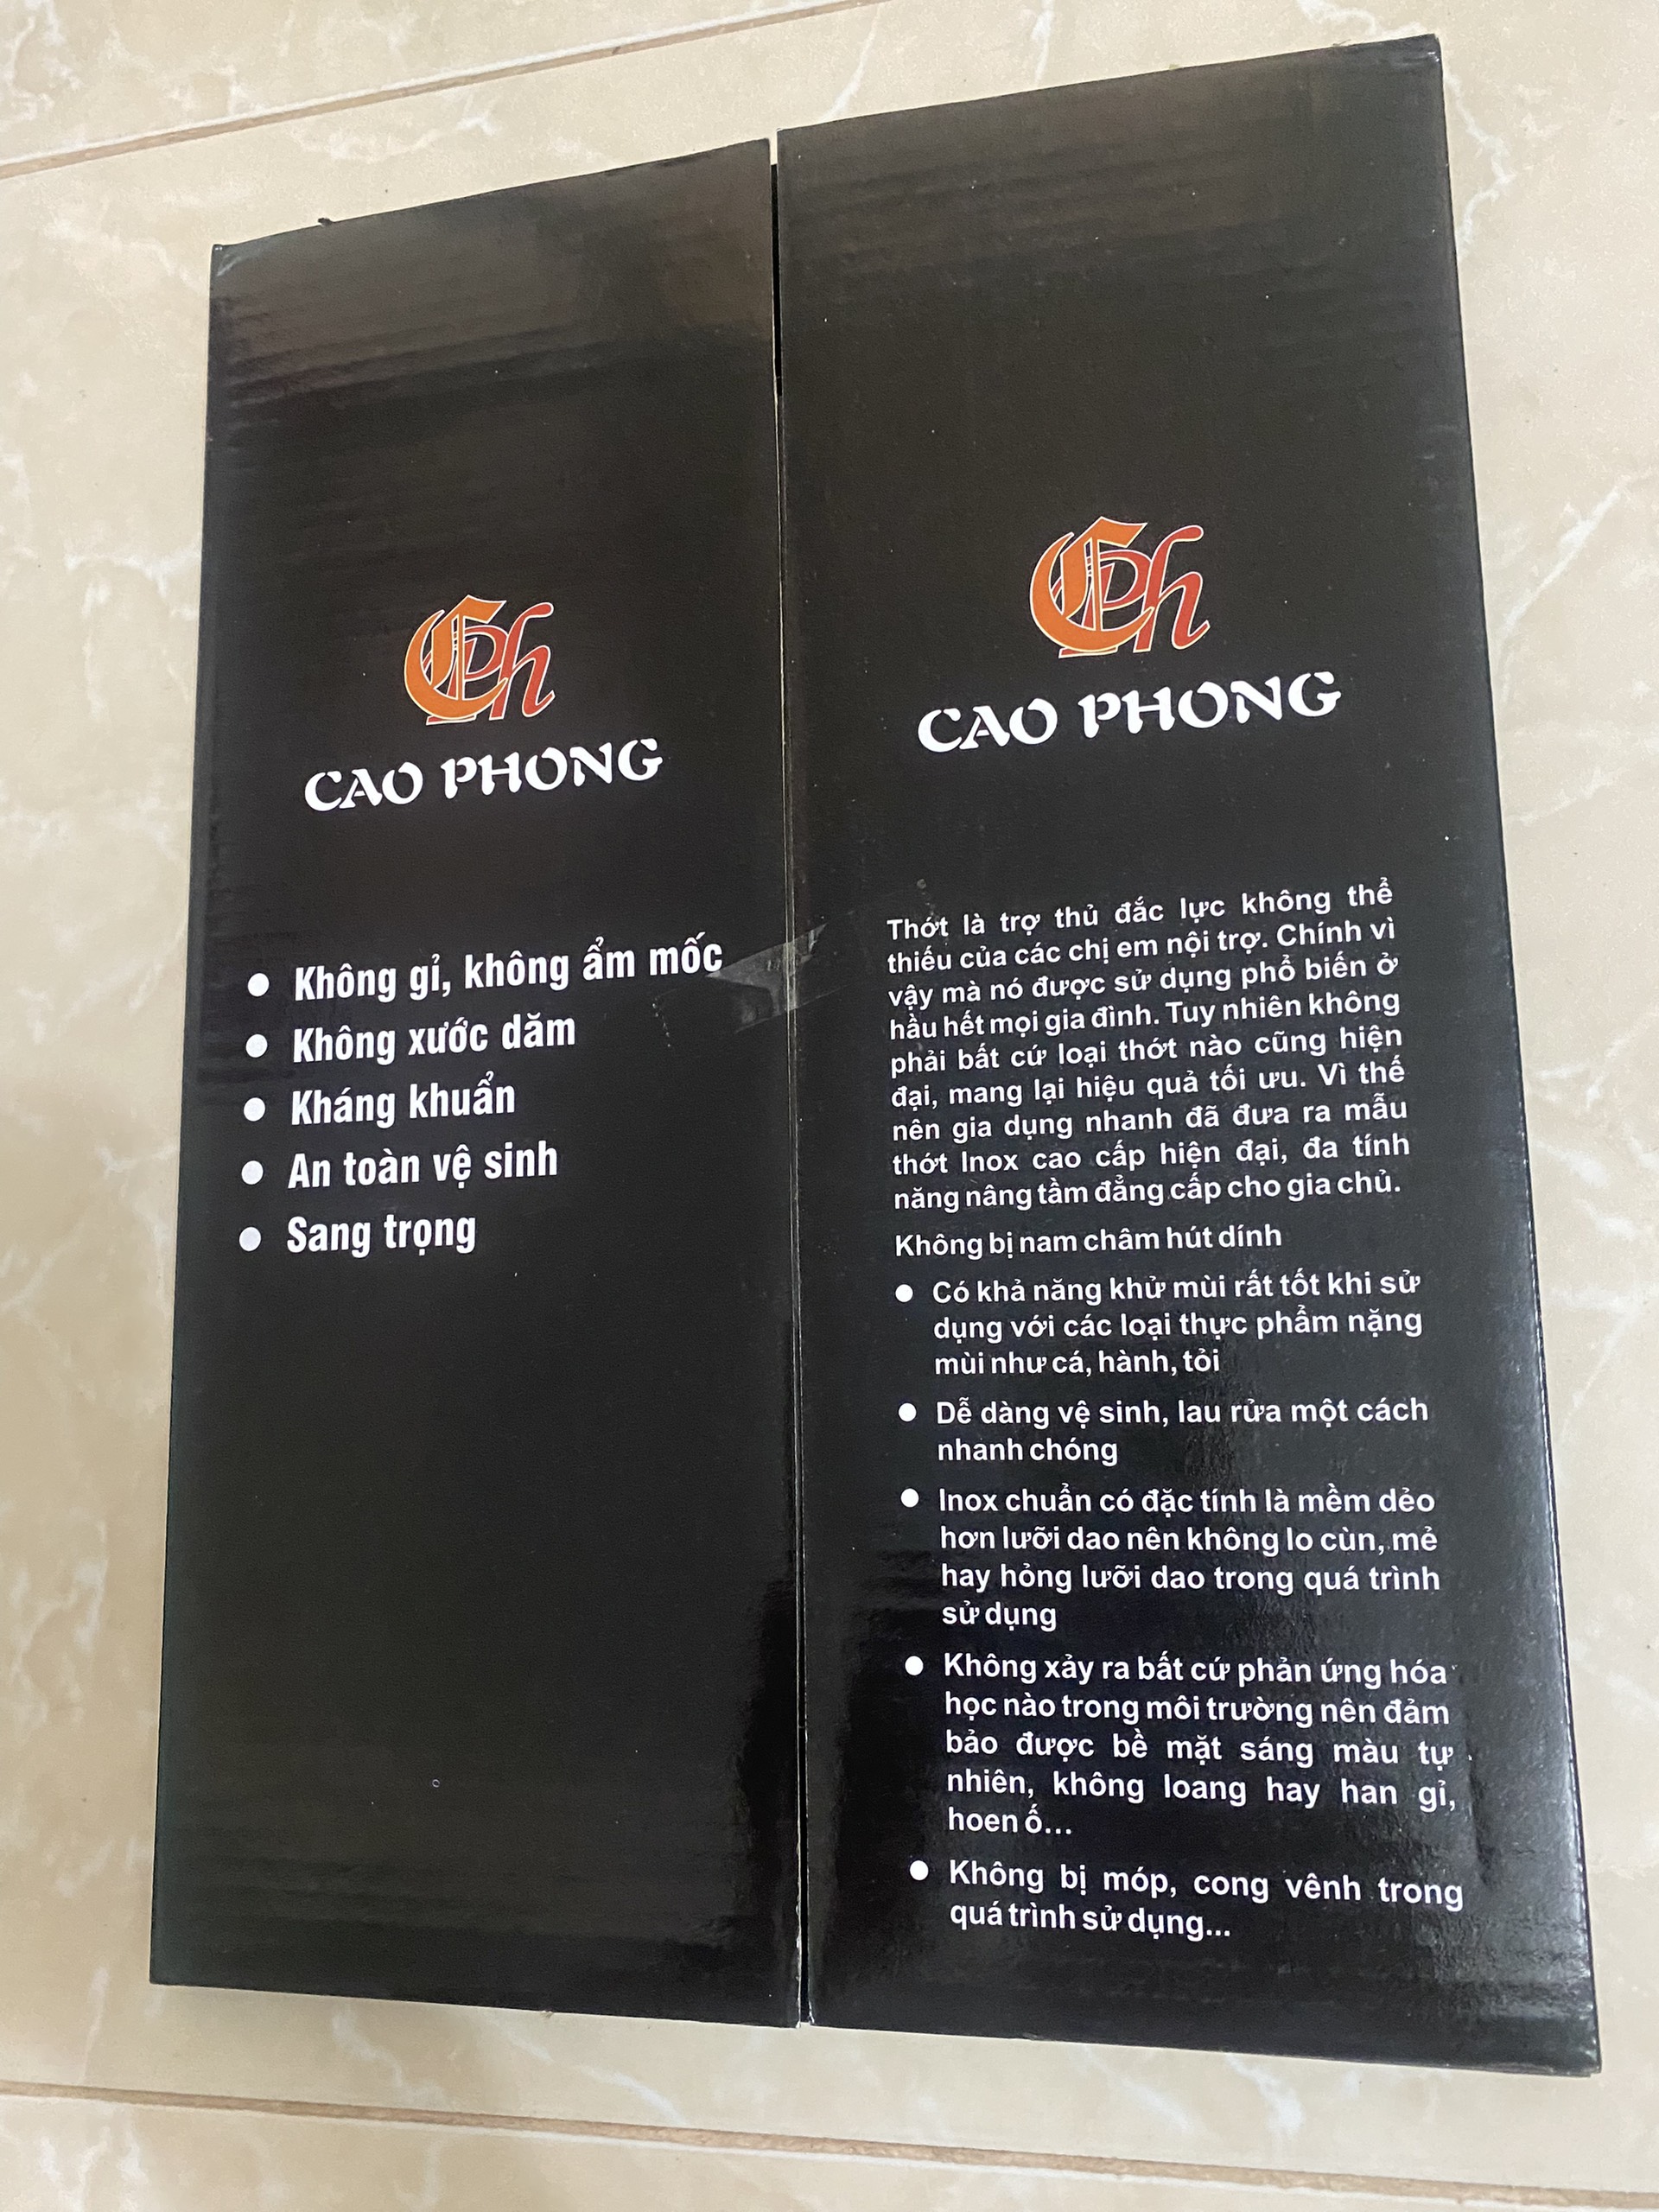 CPh
CAO PHONG
● Không gỉ, không ẩm mốc
● Không xước dăm
● Kháng khuẩn
● An toàn vệ sinh
● Sang trọng
CPh
CAO PHONG
Thớt là trợ thủ đắc lực không thể
thiếu của các chị em nội trợ. Chính vì
vậy mà nó được sử dụng phổ biến ở
hầu hết mọi gia đình. Tuy nhiên không
phải bất cứ loại thớt nào cũng hiện
đại, mang lại hiệu quả tối ưu. Vì thế
nên gia dụng nhanh đã đưa ra mẫu
thớt Inox cao cấp hiện đại, đa tính
năng nâng tầm đẳng cấp cho gia chủ.
Không bị nam châm hút dính
● Có khả năng khử mùi rất tốt khi sử
dụng với các loại thực phẩm nặng
mùi như cá, hành, tỏi
● Dễ dàng vệ sinh, lau rửa một cách
nhanh chóng
● Inox chuẩn có đặc tính là mềm dẻo
hơn lưỡi dao nên không lo cùn, mẻ
hay hỏng lưỡi dao trong quá trình
sử dụng
● Không xảy ra bất cứ phản ứng hóa
học nào trong môi trường nên đảm
bảo được bề mặt sáng màu tự
nhiên, không loang hay han gỉ,
hoen ố...
● Không bị móp, cong vênh trong
quá trình sử dụng...